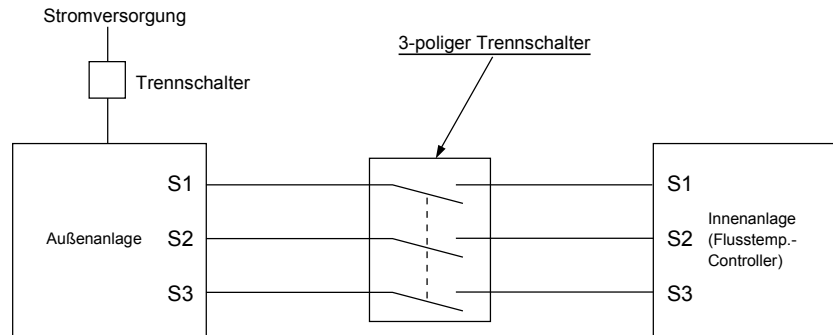 Stromversorgung
3-poliger Trennschalter
Trennschalter
S1
S1
Außenanlage
S2
S2
Innenanlage
(Flusstemp.-
Controller)
S3
S3